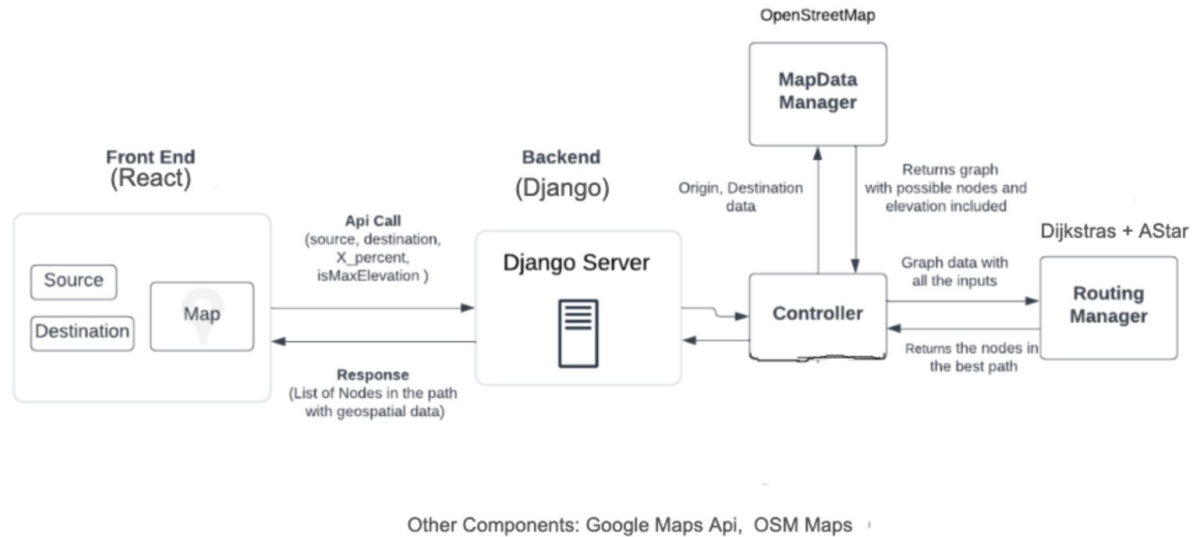 OpenStreetMap
MapData
Manager
Front End
(React)
Backend
(Django)
Origin, Destination
data
Returns graph
with possible nodes and
elevation included
Api Call
(source, destination,
X_percent,
isMaxElevation )
Source
Destination
Map
Django Server
Controller
Dijkstras + AStar
Graph data with
all the inputs
Routing
Manager
Returns the nodes in
the best path
Response
(List of Nodes in the path
with geospatial data)
Other Components: Google Maps Api, OSM Maps